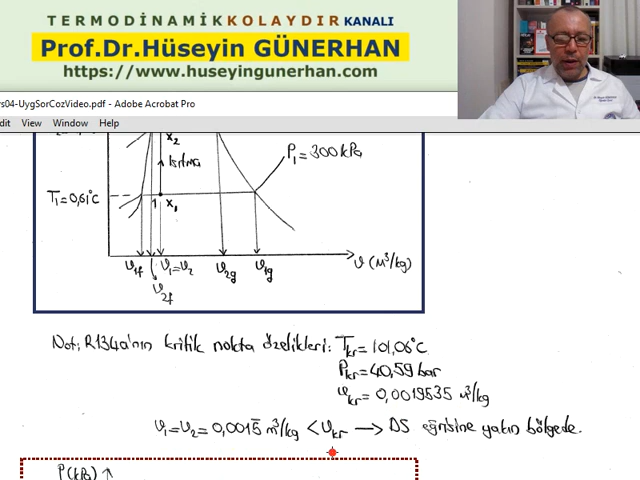 TERMODİNAMİKKOLAYDIR KANALI
Prof.Dr.Hüseyin GÜNERHAN
https://www.huseyingunerhan.com
rs04-UygSorCozVideo.pdf - Adobe Acrobat Pro
dit View Window Help
x₂
P₁ = 300 kPa
Isıtma
T₁=0,61°C
1 x₁
υ₁f υ₁=υ₂ υ₂g υ₁g υ (m³/kg)
υ₂f
Not: R134a'nın kritik nokta özelikleri: Tkr = 101,06°C
Pkr = 40,59 bar
υkr = 0,0019535 m³/kg
υ₁ = υ₂ = 0,0015 m³/kg < υkr → DS eğrisine yakın bölgede.
P(kPa) ↑